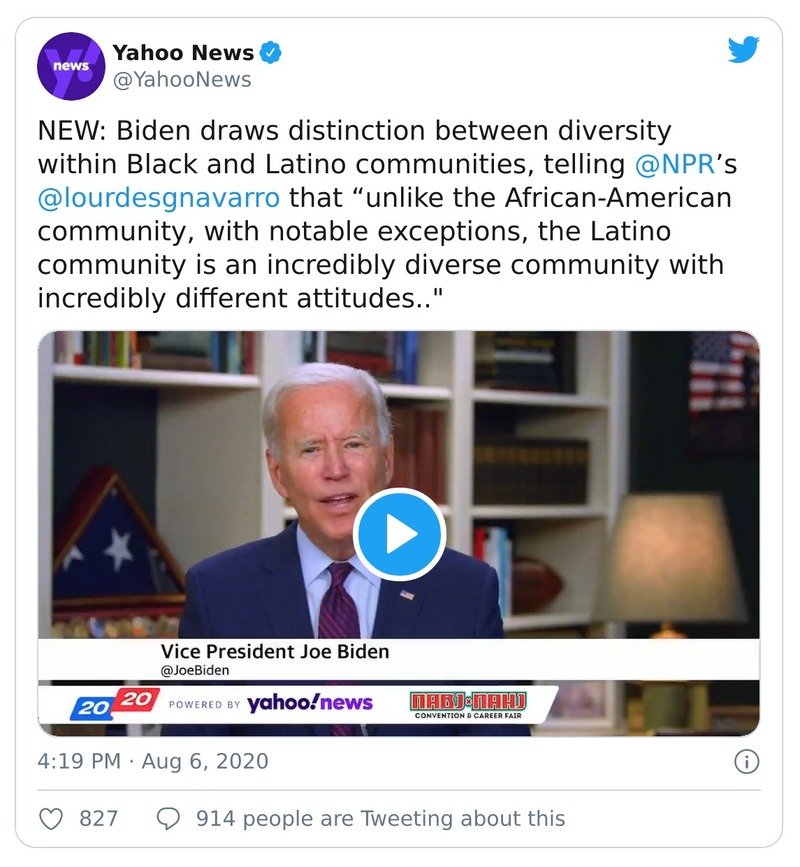 Yahoo News
@YahooNews
news
NEW: Biden draws distinction between diversity
within Black and Latino communities, telling @NPR’s
@lourdesgnavarro that “unlike the African-American
community, with notable exceptions, the Latino
community is an incredibly diverse community with
incredibly different attitudes.."
Vice President Joe Biden
@JoeBiden
20 20 POWERED BY yahoo!news NABJ NAHJ
CONVENTION & CAREER FAIR
4:19 PM · Aug 6, 2020
827 914 people are Tweeting about this